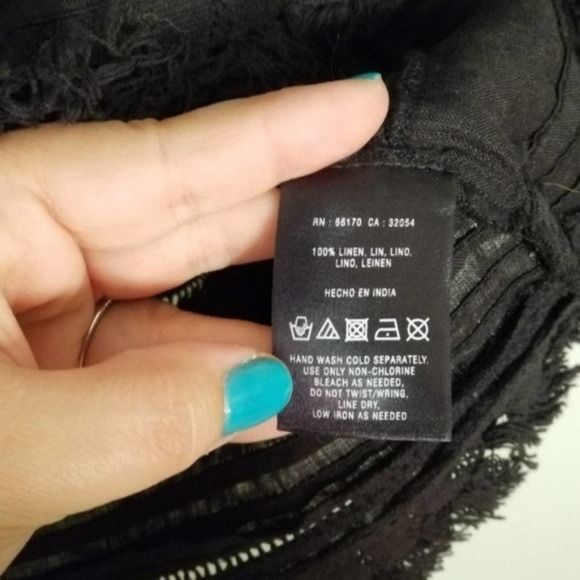 RN : 66170 CA : 32054
100% LINEN, LIN, LINO,
LINO, LEINEN
HECHO EN INDIA
HAND WASH COLD SEPARATELY,
USE ONLY NON-CHLORINE
BLEACH AS NEEDED,
DO NOT TWIST/WRING,
LINE DRY,
LOW IRON AS NEEDED